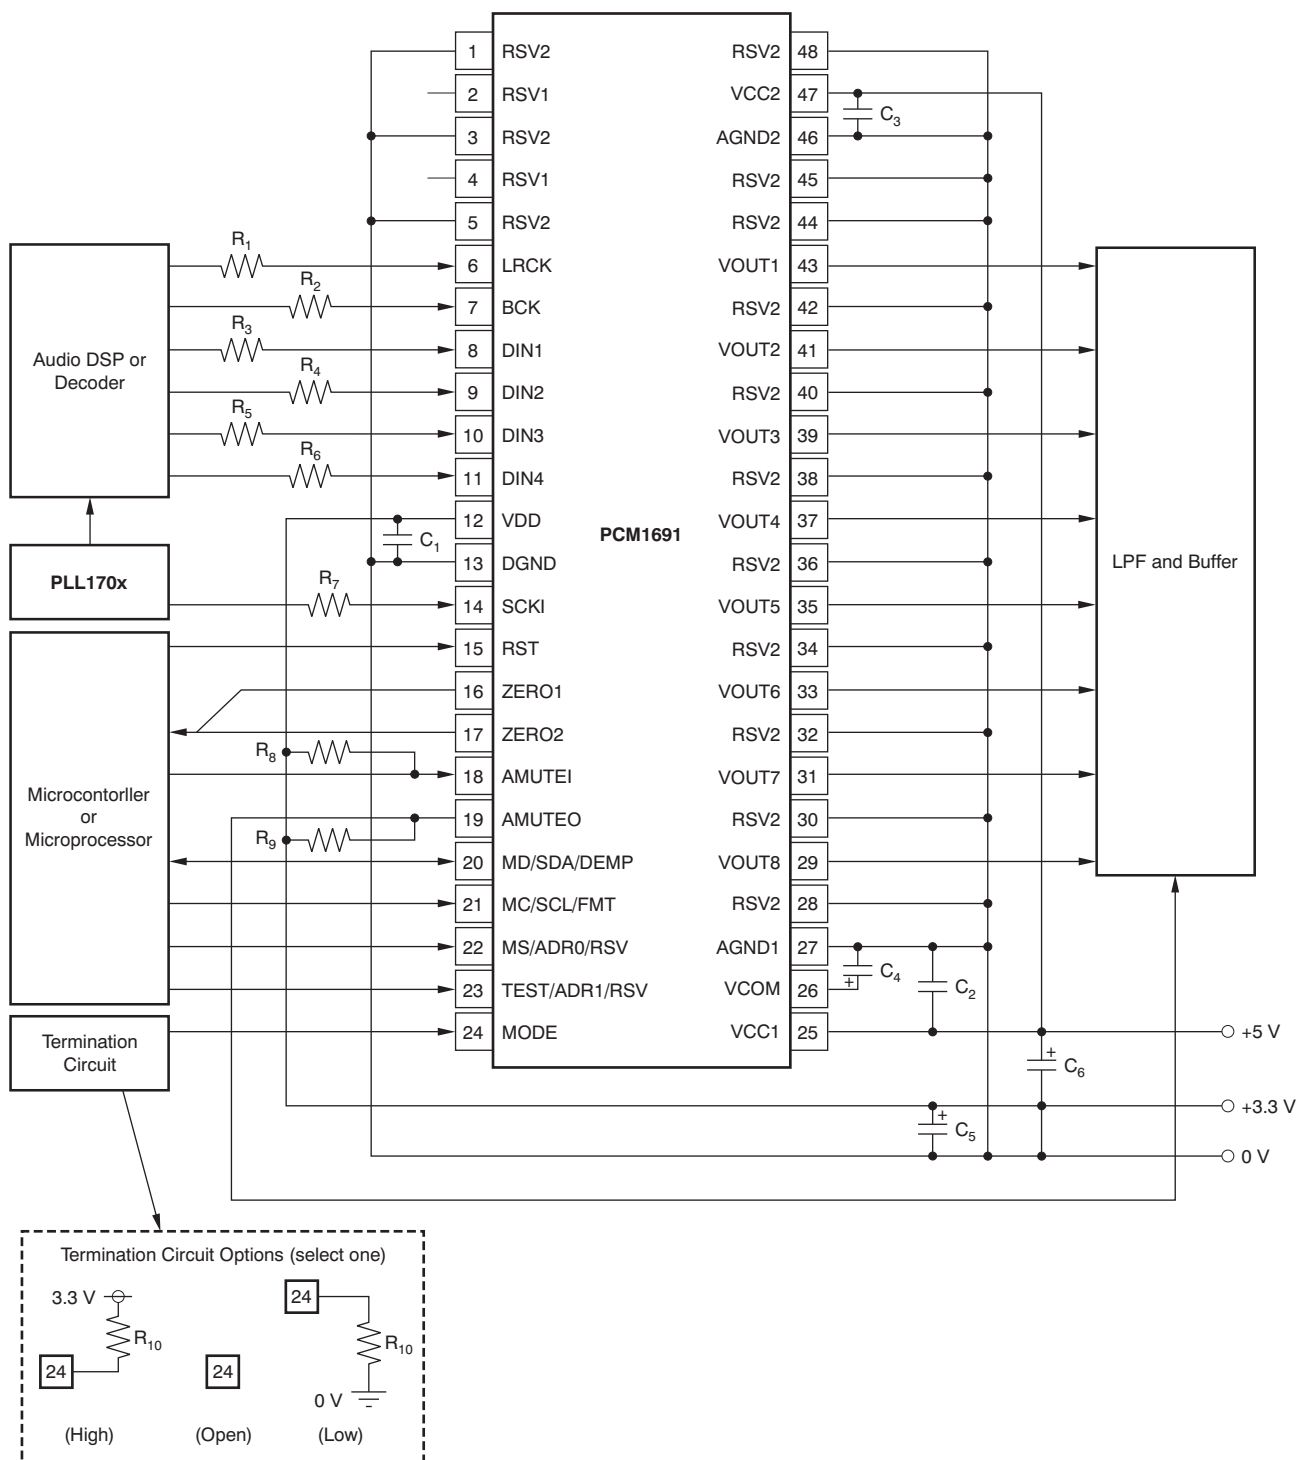 1 RSV2 RSV2 48
2 RSV1 VCC2 47
C3
3 RSV2 AGND2 46
4 RSV1 RSV2 45
5 RSV2 RSV2 44
R1
6 LRCK VOUT1 43
R2
7 BCK RSV2 42
R3
8 DIN1 VOUT2 41
Audio DSP or
Decoder
R4
9 DIN2 RSV2 40
R5
10 DIN3 VOUT3 39
R6
11 DIN4 RSV2 38
12 VDD VOUT4 37
PCM1691
C1
13 DGND RSV2 36
LPF and Buffer
PLL170x
R7
14 SCKI VOUT5 35
15 RST RSV2 34
16 ZERO1 VOUT6 33
17 ZERO2 RSV2 32
R8
18 AMUTEI VOUT7 31
Microcontorller
or
Microprocessor
19 AMUTEO RSV2 30
R9
20 MD/SDA/DEMP VOUT8 29
21 MC/SCL/FMT RSV2 28
22 MS/ADR0/RSV AGND1 27
+ C4
C2
23 TEST/ADR1/RSV VCOM 26
24 MODE VCC1 25
+5 V
Termination
Circuit
+ C6
+3.3 V
+ C5
0 V
Termination Circuit Options (select one)
3.3 V
24
R10
R10
24
24
0 V
(High) (Open) (Low)